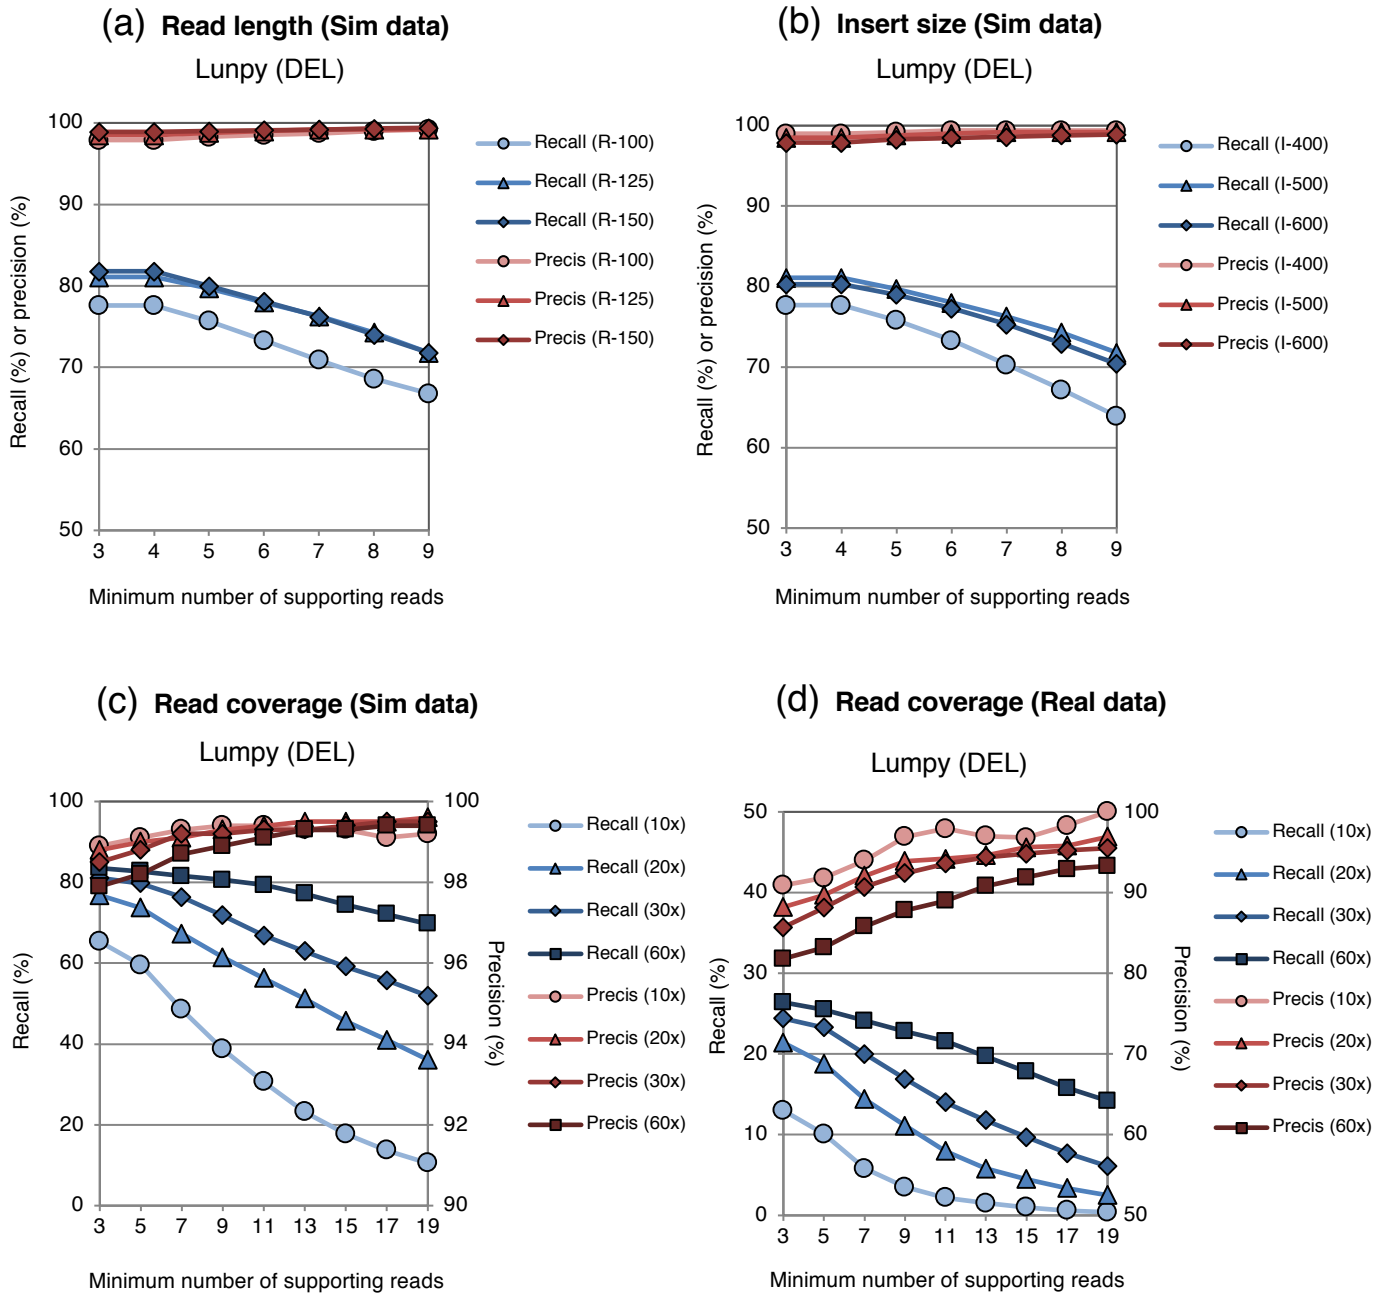 (a) Read length (Sim data)
Lunpy (DEL)
Recall (%) or precision (%)
100
90
80
70
60
50
3 4 5 6 7 8 9
Minimum number of supporting reads
Recall (R-100)
Recall (R-125)
Recall (R-150)
Precis (R-100)
Precis (R-125)
Precis (R-150)
(b) Insert size (Sim data)
Lumpy (DEL)
Recall (%) or precision (%)
100
90
80
70
60
50
3 4 5 6 7 8 9
Minimum number of supporting reads
Recall (I-400)
Recall (I-500)
Recall (I-600)
Precis (I-400)
Precis (I-500)
Precis (I-600)
(c) Read coverage (Sim data)
Lumpy (DEL)
Recall (%)
100
80
60
40
20
0
3 5 7 9 11 13 15 17 19
Minimum number of supporting reads
100
98
96
94
92
90
Precision (%)
Recall (10x)
Recall (20x)
Recall (30x)
Recall (60x)
Precis (10x)
Precis (20x)
Precis (30x)
Precis (60x)
(d) Read coverage (Real data)
Lumpy (DEL)
Recall (%)
50
40
30
20
10
0
3 5 7 9 11 13 15 17 19
Minimum number of supporting reads
100
90
80
70
60
50
Precision (%)
Recall (10x)
Recall (20x)
Recall (30x)
Recall (60x)
Precis (10x)
Precis (20x)
Precis (30x)
Precis (60x)